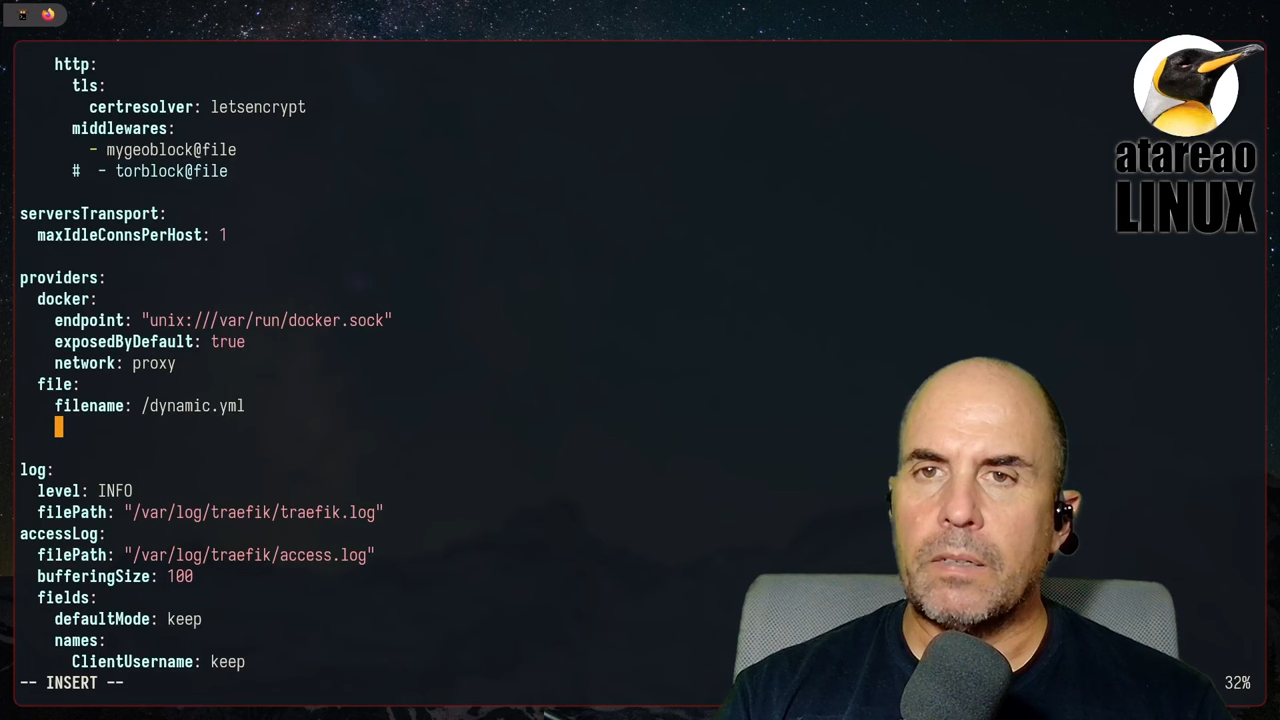 http:
tls:
certresolver: letsencrypt
middlewares:
- mygeoblock@file
#  - torblock@file
serversTransport:
maxIdleConnsPerHost: 1
providers:
docker:
endpoint: "unix:///var/run/docker.sock"
exposedByDefault: true
network: proxy
file:
filename: /dynamic.yml
log:
level: INFO
filePath: "/var/log/traefik/traefik.log"
accessLog:
filePath: "/var/log/traefik/access.log"
bufferingSize: 100
fields:
defaultMode: keep
names:
ClientUsername: keep
-- INSERT --
32%
atareao
LINUX